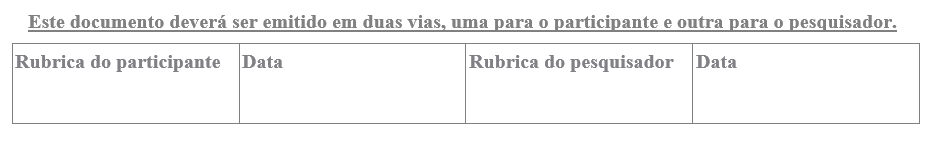 Este documento deverá ser emitido em duas vias, uma para o participante e outra para o pesquisador.
Rubrica do participante Data Rubrica do pesquisador Data